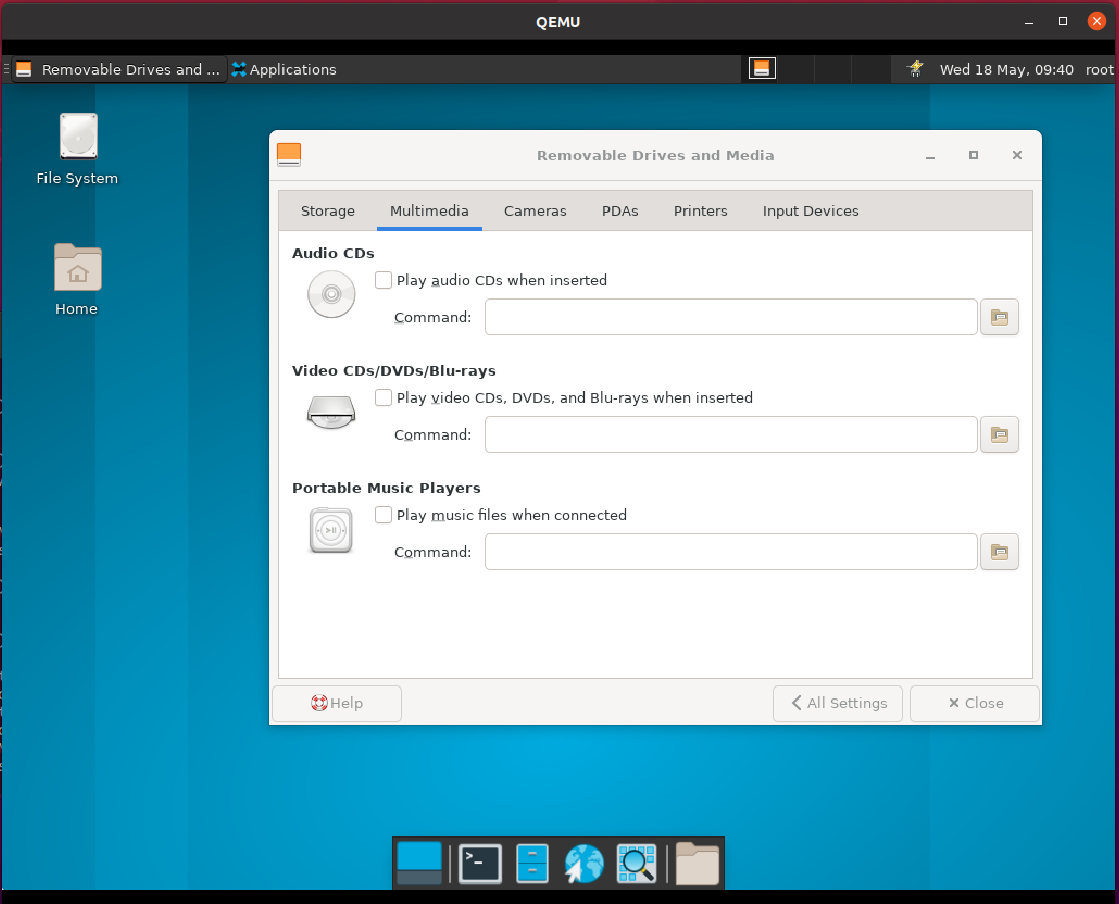 QEMU
Removable Drives and ... Applications Wed 18 May, 09:40 root
File System
Home
Removable Drives and Media
Storage Multimedia Cameras PDAs Printers Input Devices
Audio CDs
Play audio CDs when inserted
Command:
Video CDs/DVDs/Blu-rays
Play video CDs, DVDs, and Blu-rays when inserted
Command:
Portable Music Players
Play music files when connected
Command:
Help All Settings Close
>_